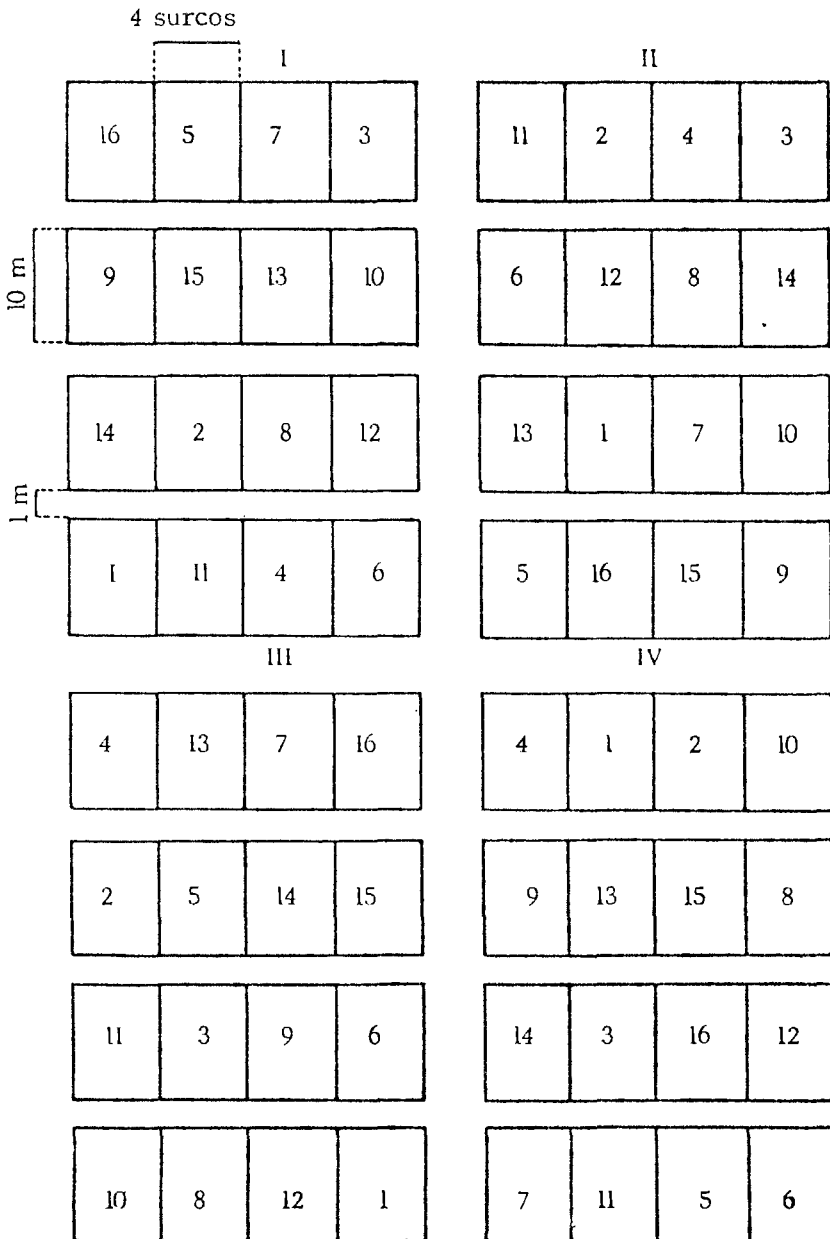 4 surcos
I II
16 5 7 3 11 2 4 3
10 m
9 15 13 10 6 12 8 14
14 2 8 12 13 1 7 10
1 m
1 11 4 6 5 16 15 9
III IV
4 13 7 16 4 1 2 10
2 5 14 15 9 13 15 8
11 3 9 6 14 3 16 12
10 8 12 1 7 11 5 6